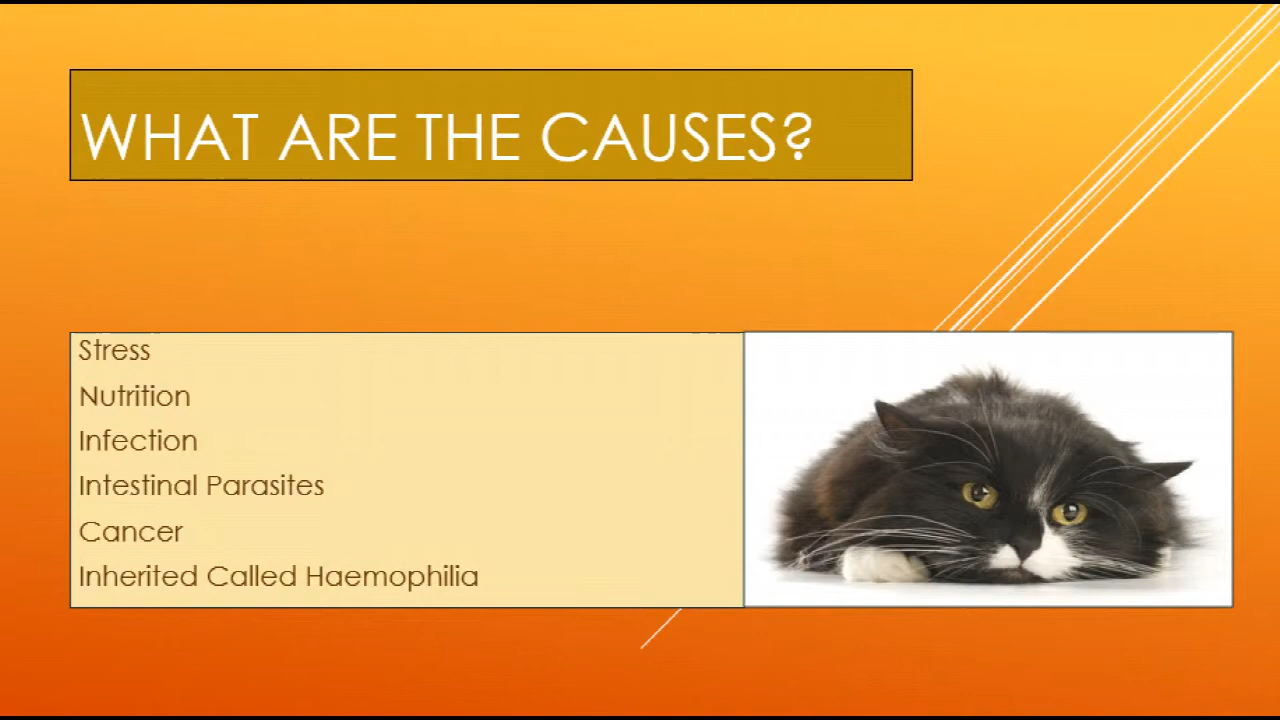 WHAT ARE THE CAUSES?
Stress
Nutrition
Infection
Intestinal Parasites
Cancer
Inherited Called Haemophilia